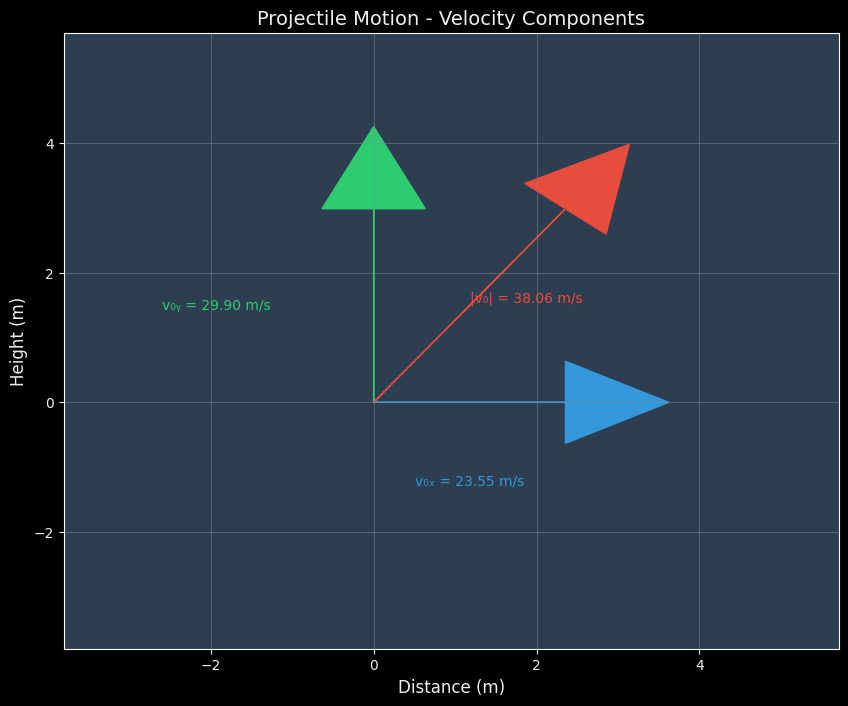 Projectile Motion - Velocity Components
Height (m)
4
2
0
−2
v₀ᵧ = 29.90 m/s
|v₀| = 38.06 m/s
v₀ₓ = 23.55 m/s
−2
0
2
4
Distance (m)